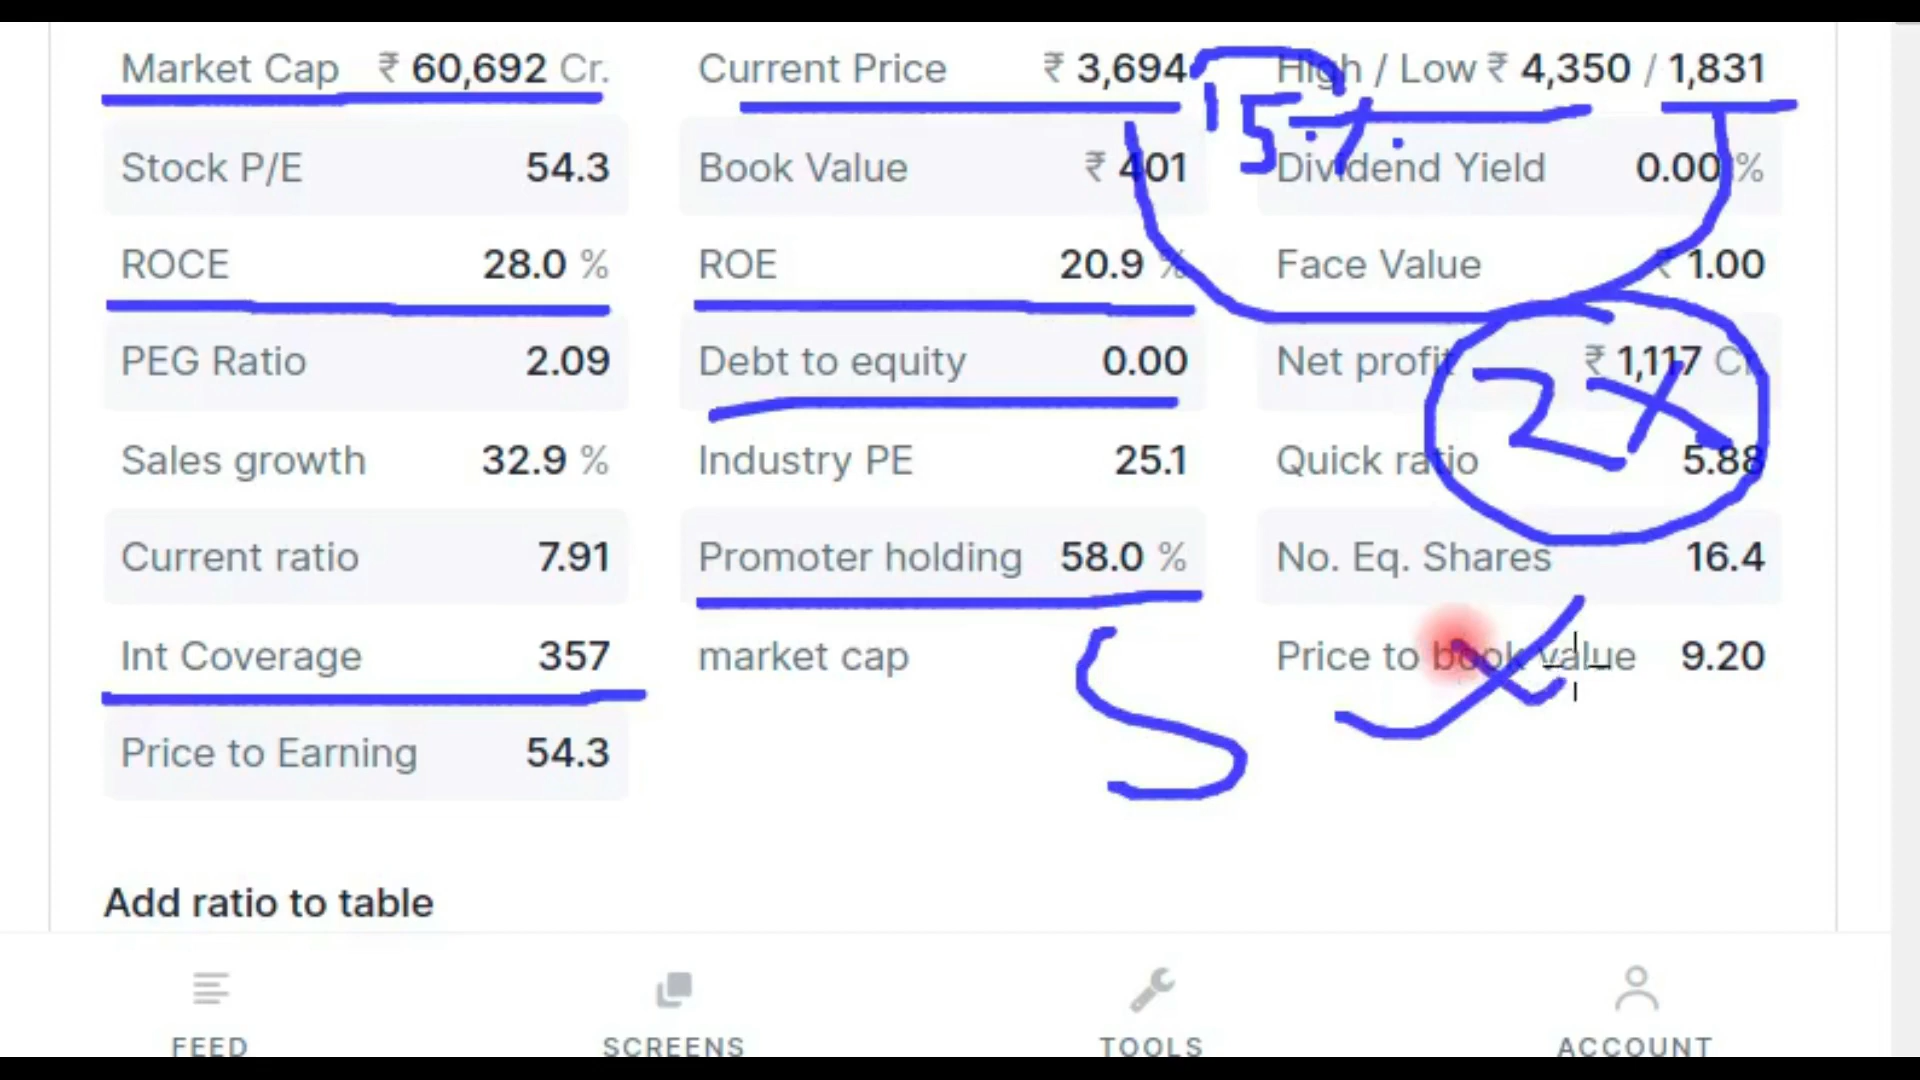 Market Cap ₹ 60,692 Cr. Current Price ₹ 3,694 High / Low ₹ 4,350 / 1,831
15%
Stock P/E 54.3 Book Value ₹ 401 Dividend Yield 0.00 %
ROCE 28.0 % ROE 20.9 % Face Value ₹ 1.00
PEG Ratio 2.09 Debt to equity 0.00 Net profit ₹ 1,117 Cr.
2x
Sales growth 32.9 % Industry PE 25.1 Quick ratio 5.88
Current ratio 7.91 Promoter holding 58.0 % No. Eq. Shares 16.4
Int Coverage 357 market cap Price to book value 9.20
S
Price to Earning 54.3
Add ratio to table
FEED SCREENS TOOLS ACCOUNT